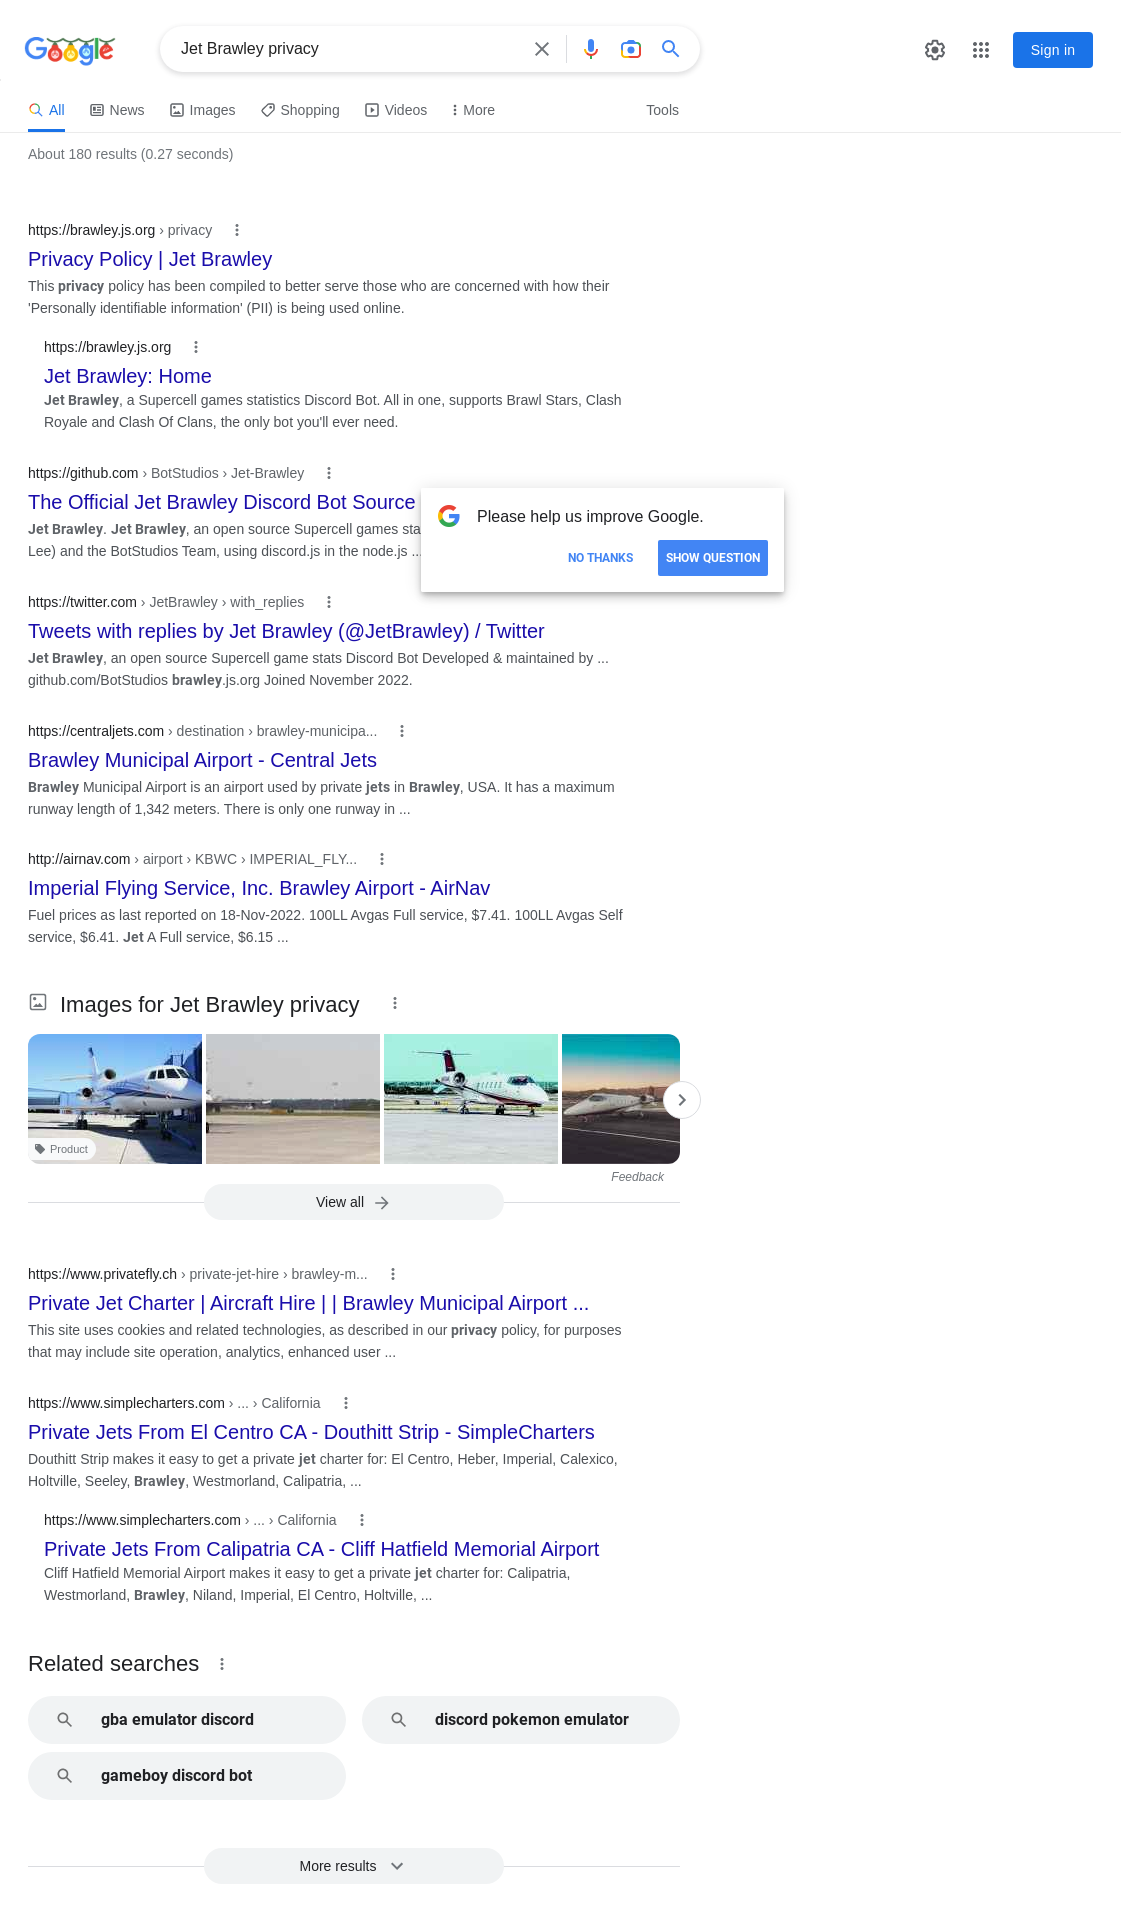 Google
Jet Brawley privacy
Sign in
All
News
Images
Shopping
Videos
More
Tools
About 180 results (0.27 seconds)
https://brawley.js.org › privacy
Privacy Policy | Jet Brawley
This privacy policy has been compiled to better serve those who are concerned with how their
'Personally identifiable information' (PII) is being used online.
https://brawley.js.org
Jet Brawley: Home
Jet Brawley, a Supercell games statistics Discord Bot. All in one, supports Brawl Stars, Clash
Royale and Clash Of Clans, the only bot you'll ever need.
https://github.com › BotStudios › Jet-Brawley
The Official Jet Brawley Discord Bot Source
Jet Brawley. Jet Brawley, an open source Supercell games sta
Lee) and the BotStudios Team, using discord.js in the node.js ...
Please help us improve Google.
NO THANKS
SHOW QUESTION
https://twitter.com › JetBrawley › with_replies
Tweets with replies by Jet Brawley (@JetBrawley) / Twitter
Jet Brawley, an open source Supercell game stats Discord Bot Developed & maintained by ...
github.com/BotStudios brawley.js.org Joined November 2022.
https://centraljets.com › destination › brawley-municipa...
Brawley Municipal Airport - Central Jets
Brawley Municipal Airport is an airport used by private jets in Brawley, USA. It has a maximum
runway length of 1,342 meters. There is only one runway in ...
http://airnav.com › airport › KBWC › IMPERIAL_FLY...
Imperial Flying Service, Inc. Brawley Airport - AirNav
Fuel prices as last reported on 18-Nov-2022. 100LL Avgas Full service, $7.41. 100LL Avgas Self
service, $6.41. Jet A Full service, $6.15 ...
Images for Jet Brawley privacy
Product
Feedback
View all
https://www.privatefly.ch › private-jet-hire › brawley-m...
Private Jet Charter | Aircraft Hire | | Brawley Municipal Airport ...
This site uses cookies and related technologies, as described in our privacy policy, for purposes
that may include site operation, analytics, enhanced user ...
https://www.simplecharters.com › ... › California
Private Jets From El Centro CA - Douthitt Strip - SimpleCharters
Douthitt Strip makes it easy to get a private jet charter for: El Centro, Heber, Imperial, Calexico,
Holtville, Seeley, Brawley, Westmorland, Calipatria, ...
https://www.simplecharters.com › ... › California
Private Jets From Calipatria CA - Cliff Hatfield Memorial Airport
Cliff Hatfield Memorial Airport makes it easy to get a private jet charter for: Calipatria,
Westmorland, Brawley, Niland, Imperial, El Centro, Holtville, ...
Related searches
gba emulator discord
discord pokemon emulator
gameboy discord bot
More results